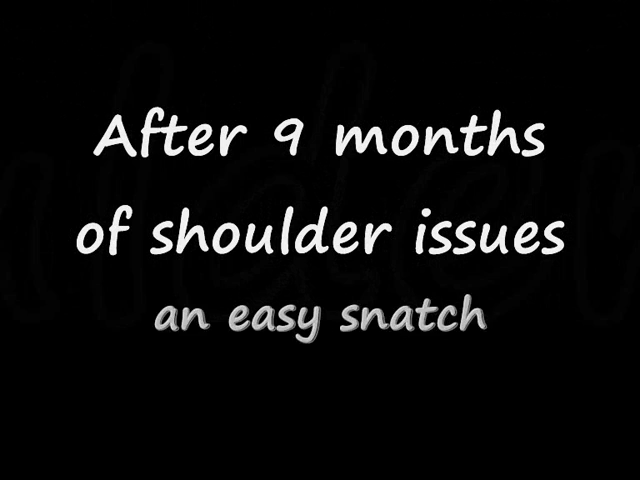 After 9 months
of shoulder issues
an easy snatch